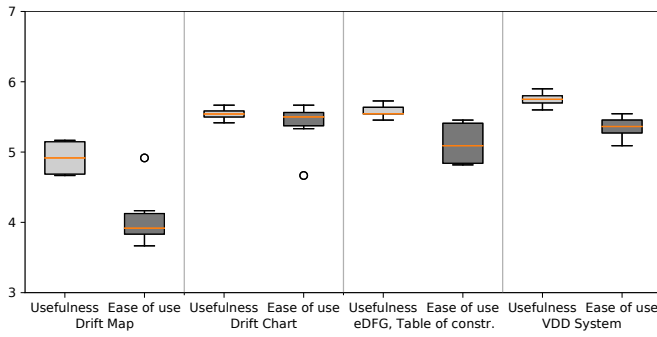 7
6
5
4
3
Usefulness Ease of use Usefulness Ease of use Usefulness Ease of use Usefulness Ease of use
Drift Map Drift Chart eDFG, Table of constr. VDD System